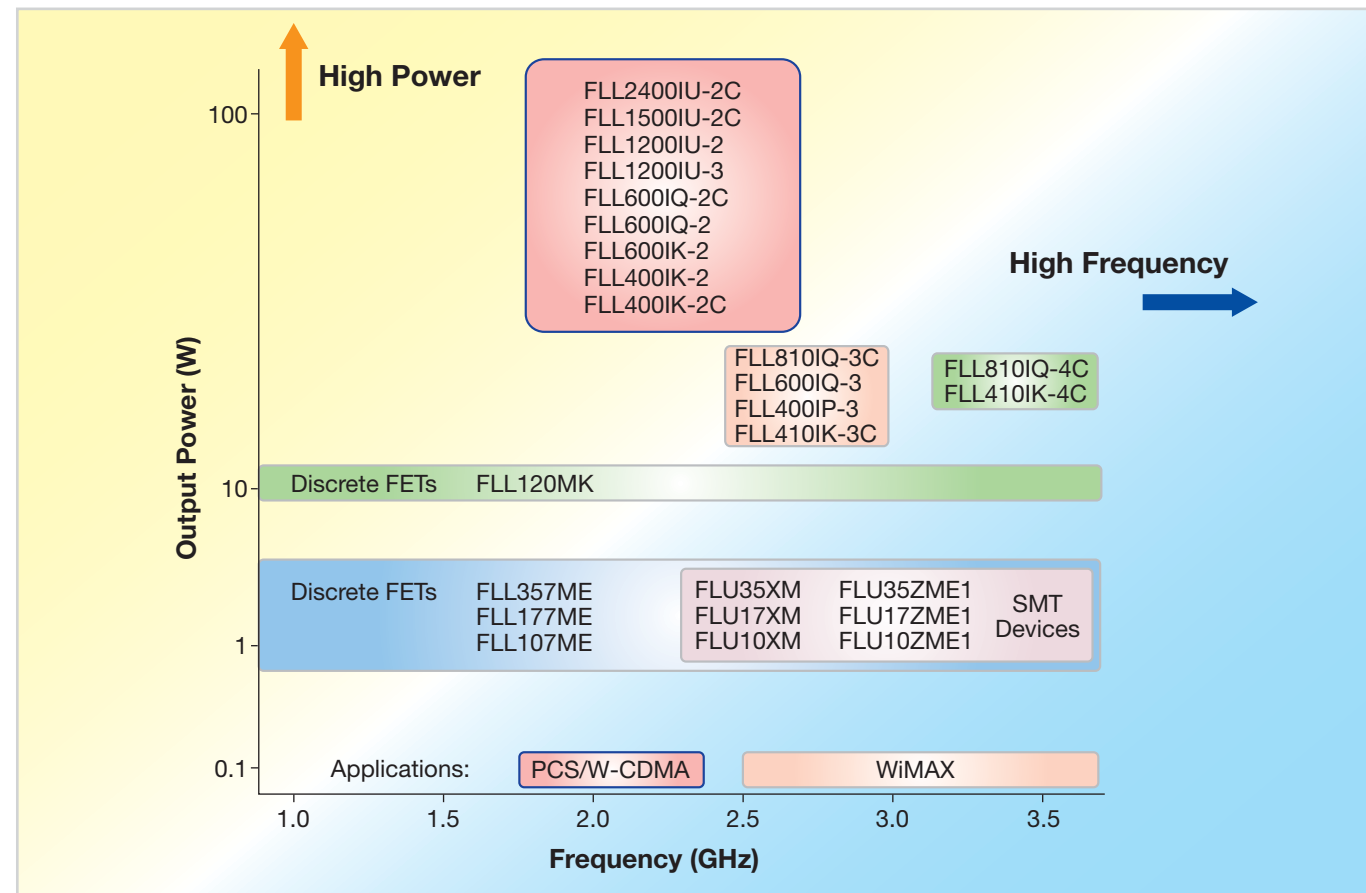 High Power
100
FLL2400IU-2C
FLL1500IU-2C
FLL1200IU-2
FLL1200IU-3
FLL600IQ-2C
FLL600IQ-2
FLL600IK-2
FLL400IK-2
FLL400IK-2C
High Frequency
Output Power (W)
FLL810IQ-3C
FLL600IQ-3
FLL400IP-3
FLL410IK-3C
FLL810IQ-4C
FLL410IK-4C
10
Discrete FETs FLL120MK
Discrete FETs
FLL357ME
FLL177ME
FLL107ME
FLU35XM
FLU17XM
FLU10XM
FLU35ZME1
FLU17ZME1
FLU10ZME1
SMT
Devices
1
0.1
Applications: PCS/W-CDMA WiMAX
1.0 1.5 2.0 2.5 3.0 3.5
Frequency (GHz)